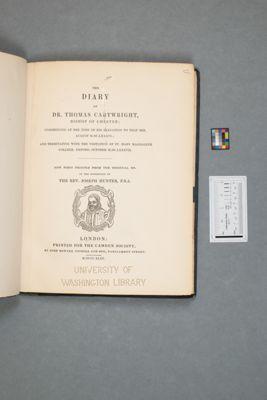 THE
DIARY
OF
DR. THOMAS CARTWRIGHT,
BISHOP OF CHESTER;
COMMENCING AT THE TIME OF HIS ELEVATION TO THAT SEE,
AUGUST M.DC.LXXXVI.;
AND TERMINATING WITH THE VISITATION OF ST. MARY MAGDALENE
COLLEGE, OXFORD, OCTOBER M.DC.LXXXVII.
NOW FIRST PRINTED FROM THE ORIGINAL MS.
IN THE POSSESSION OF
THE REV. JOSEPH HUNTER, F.S.A.
LONDON:
PRINTED FOR THE CAMDEN SOCIETY,
BY JOHN BOWYER NICHOLS AND SON, PARLIAMENT STREET.
UNIVERSITY OF
WASHINGTON LIBRARY